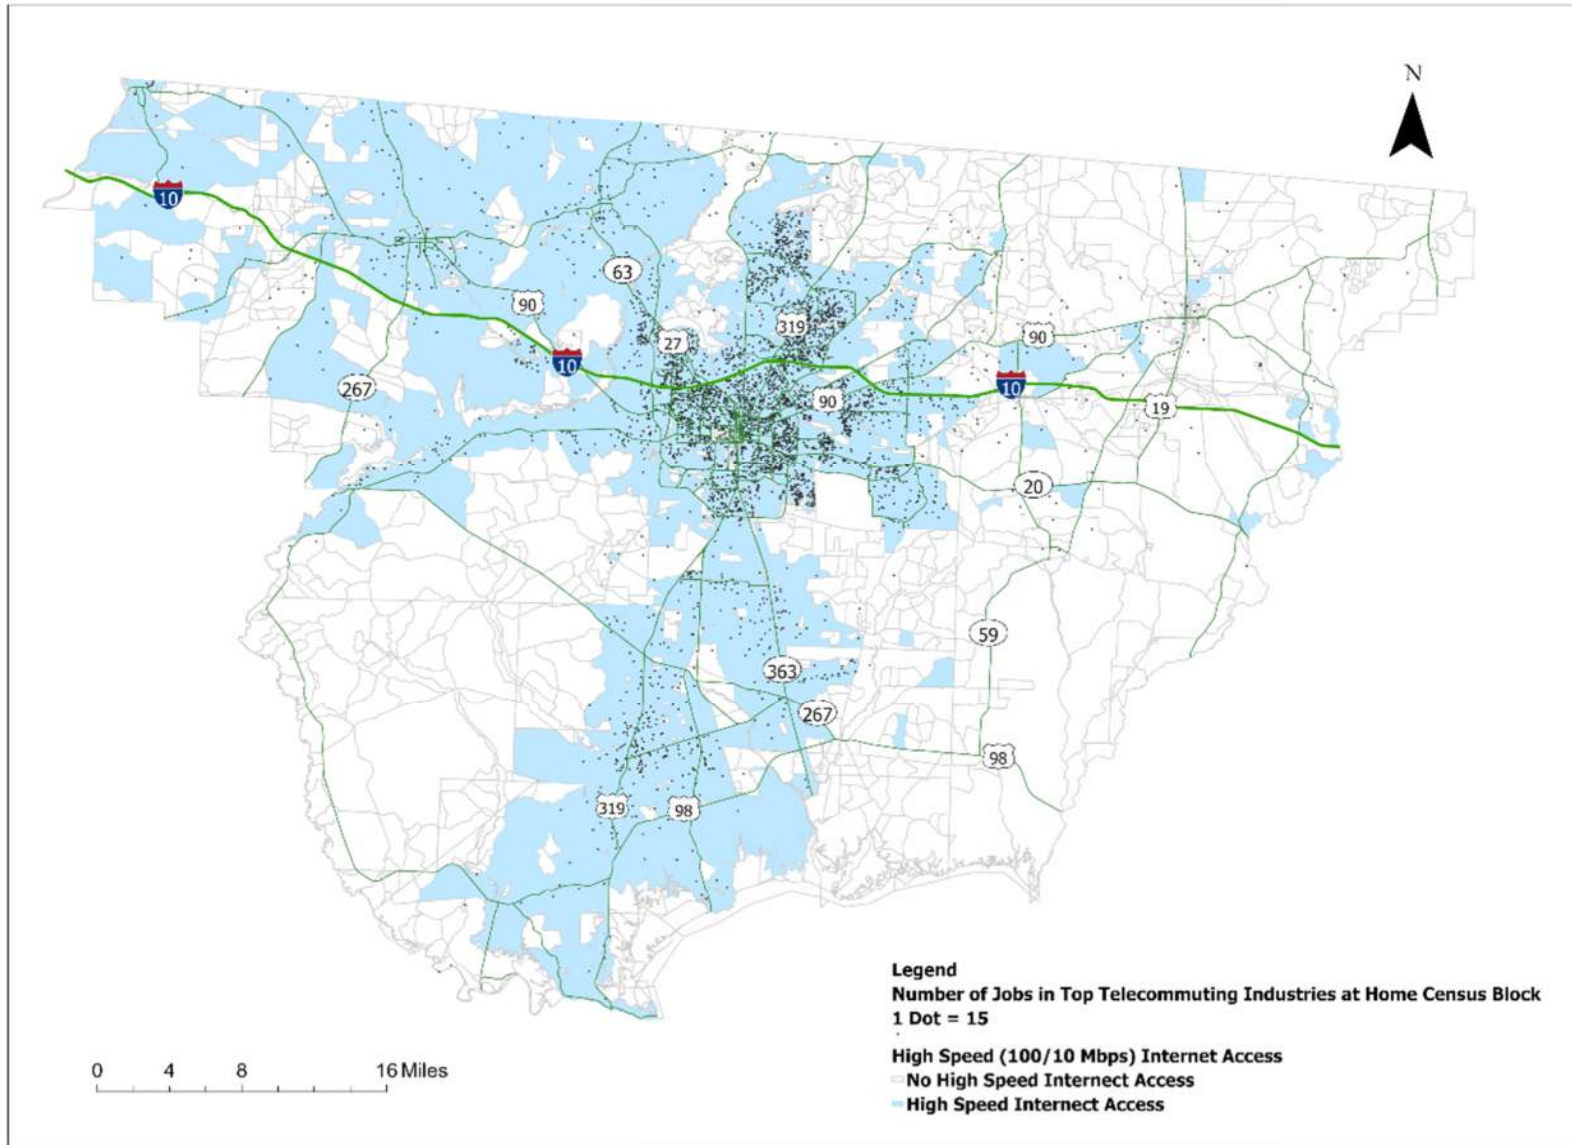 N
10
63
90
319
27
90
10
10
267
90
19
20
59
363
267
98
319
98
Legend
Number of Jobs in Top Telecommuting Industries at Home Census Block
1 Dot = 15
High Speed (100/10 Mbps) Internet Access
No High Speed Internect Access
High Speed Internect Access
0 4 8 16 Miles